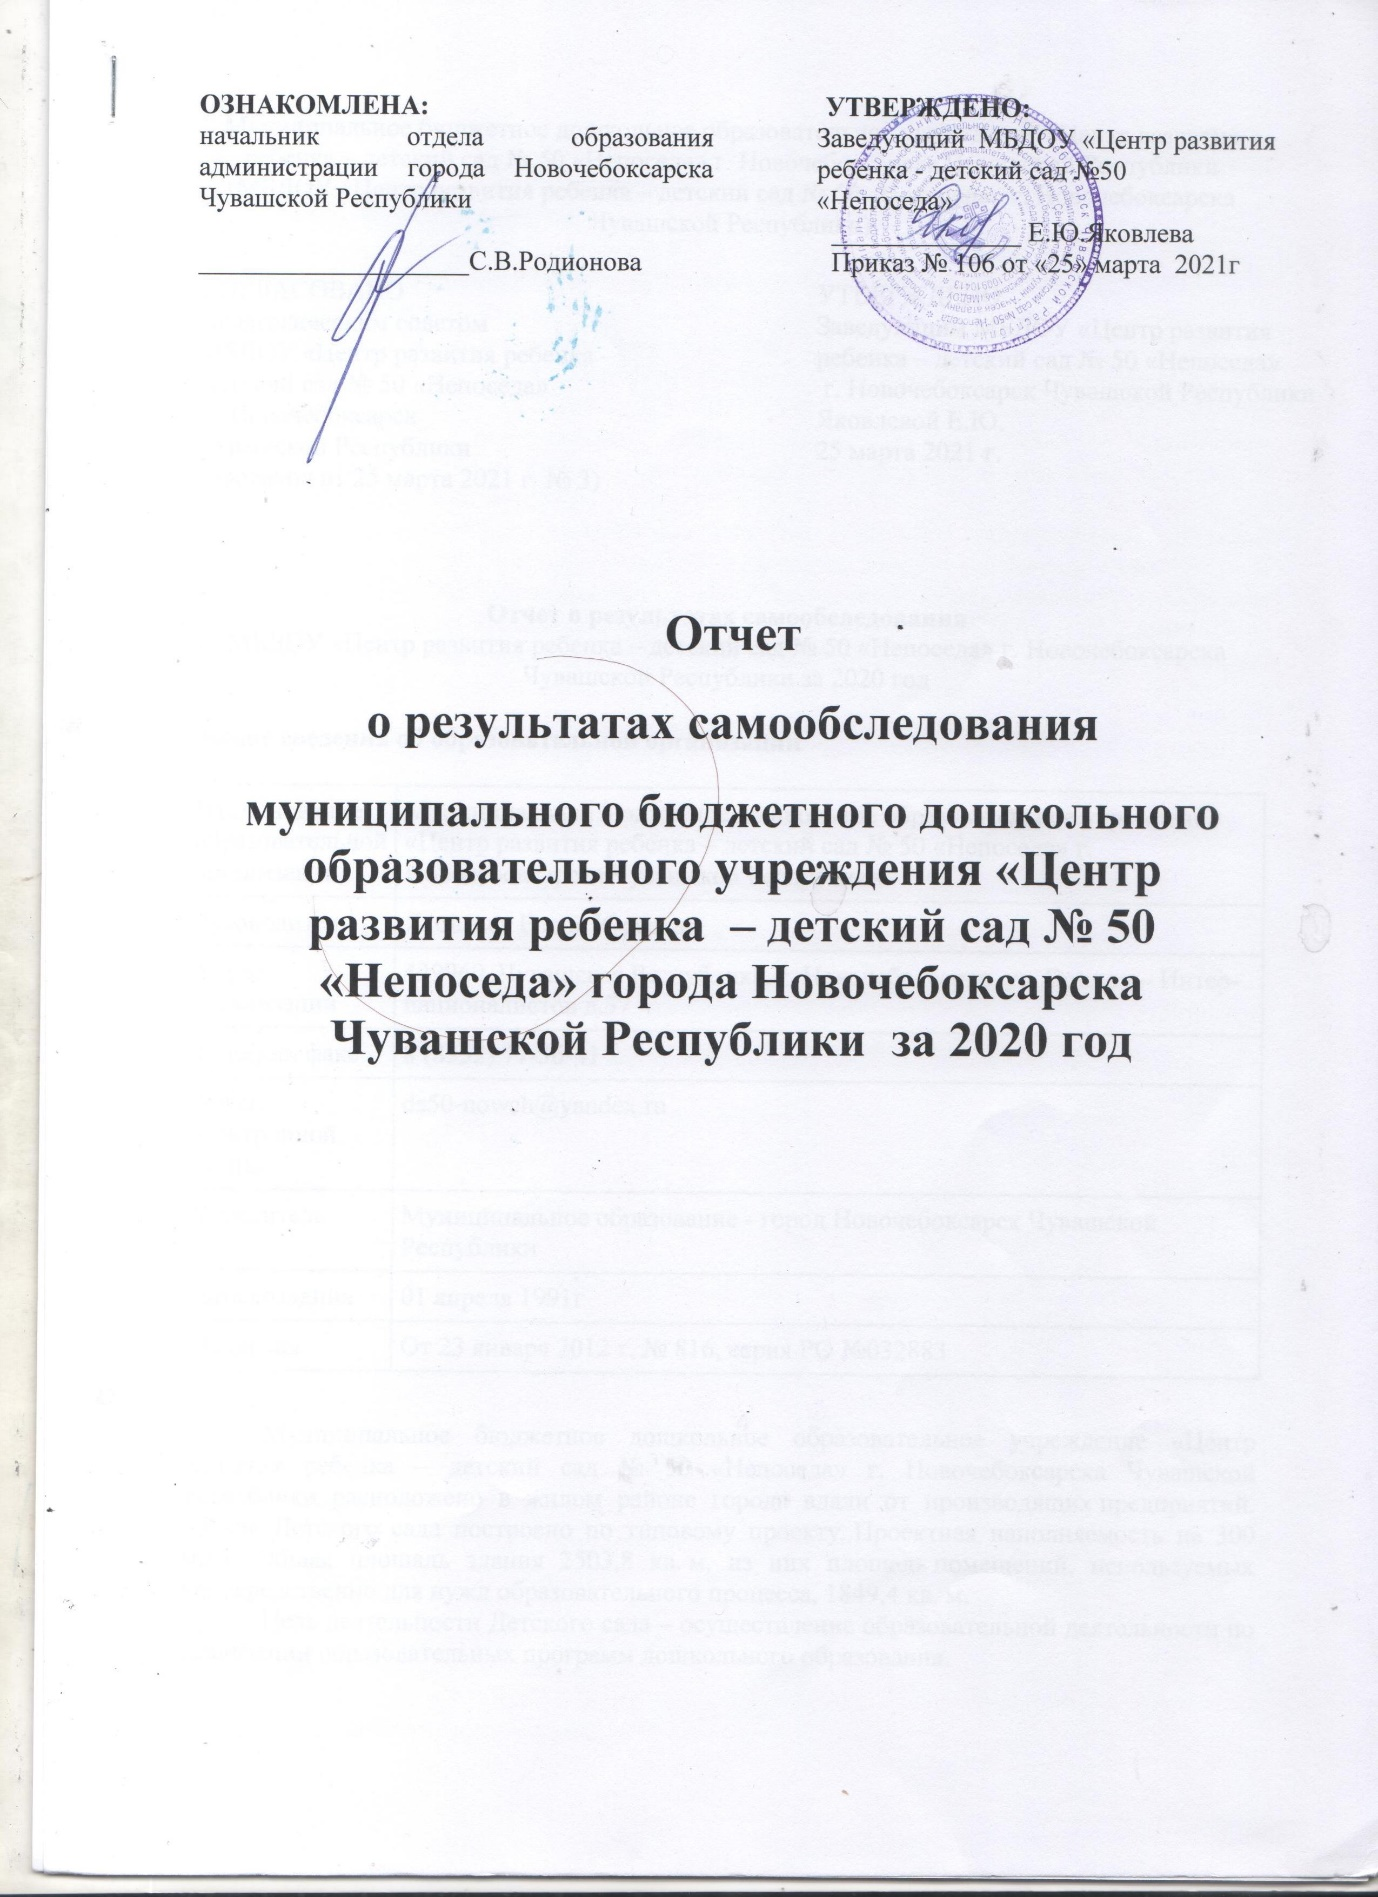 ОЗНАКОМЛЕНА:
начальник отдела образования
администрации города Новочебоксарска
Чувашской Республики
____________________С.В.Родионова
УТВЕРЖДЕНО:
Заведующий МБДОУ «Центр развития
ребенка - детский сад №50
«Непоседа»
______________ Е.Ю.Яковлева
Приказ № 106 от «25» марта 2021г
Отчет
о результатах самообследования
муниципального бюджетного дошкольного
образовательного учреждения «Центр
развития ребенка – детский сад № 50
«Непоседа» города Новочебоксарска
Чувашской Республики за 2020 год